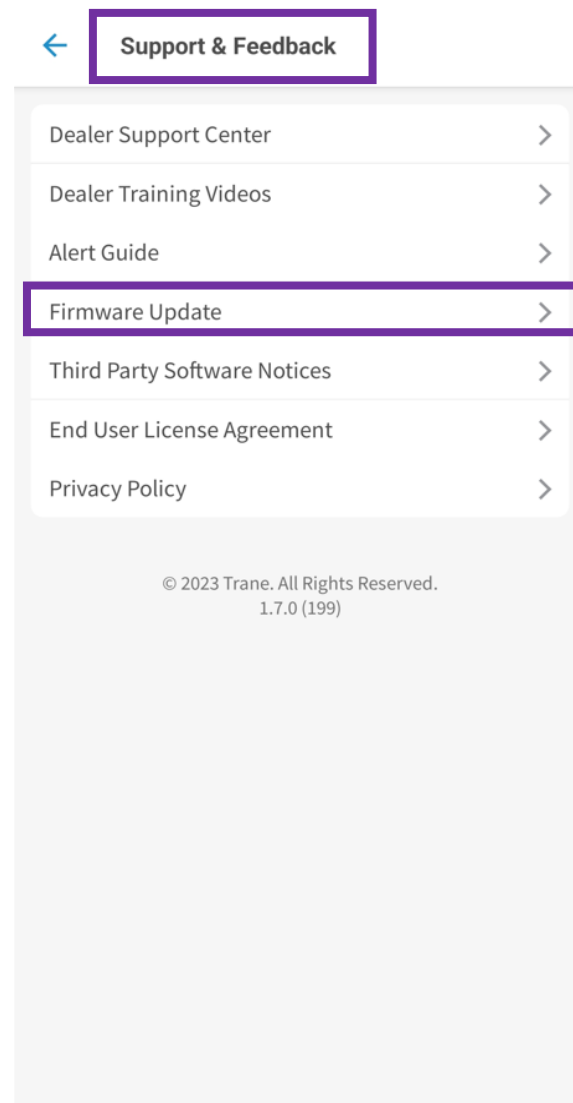 Support & Feedback
Dealer Support Center
Dealer Training Videos
Alert Guide
Firmware Update
Third Party Software Notices
End User License Agreement
Privacy Policy
© 2023 Trane. All Rights Reserved.
1.7.0 (199)